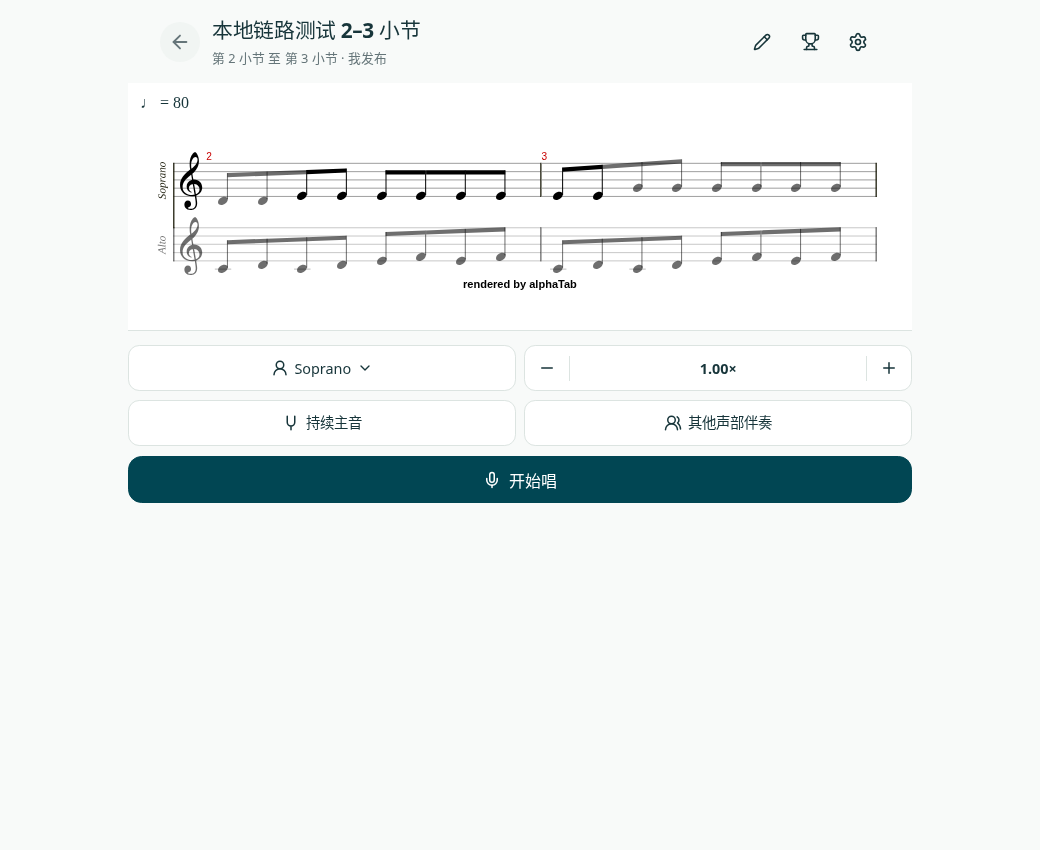 本地链路测试 2–3 小节
第 2 小节 至 第 3 小节 · 我发布
♩ = 80
2
3
Soprano
Alto
rendered by alphaTab
Soprano
1.00×
持续主音
其他声部伴奏
开始唱